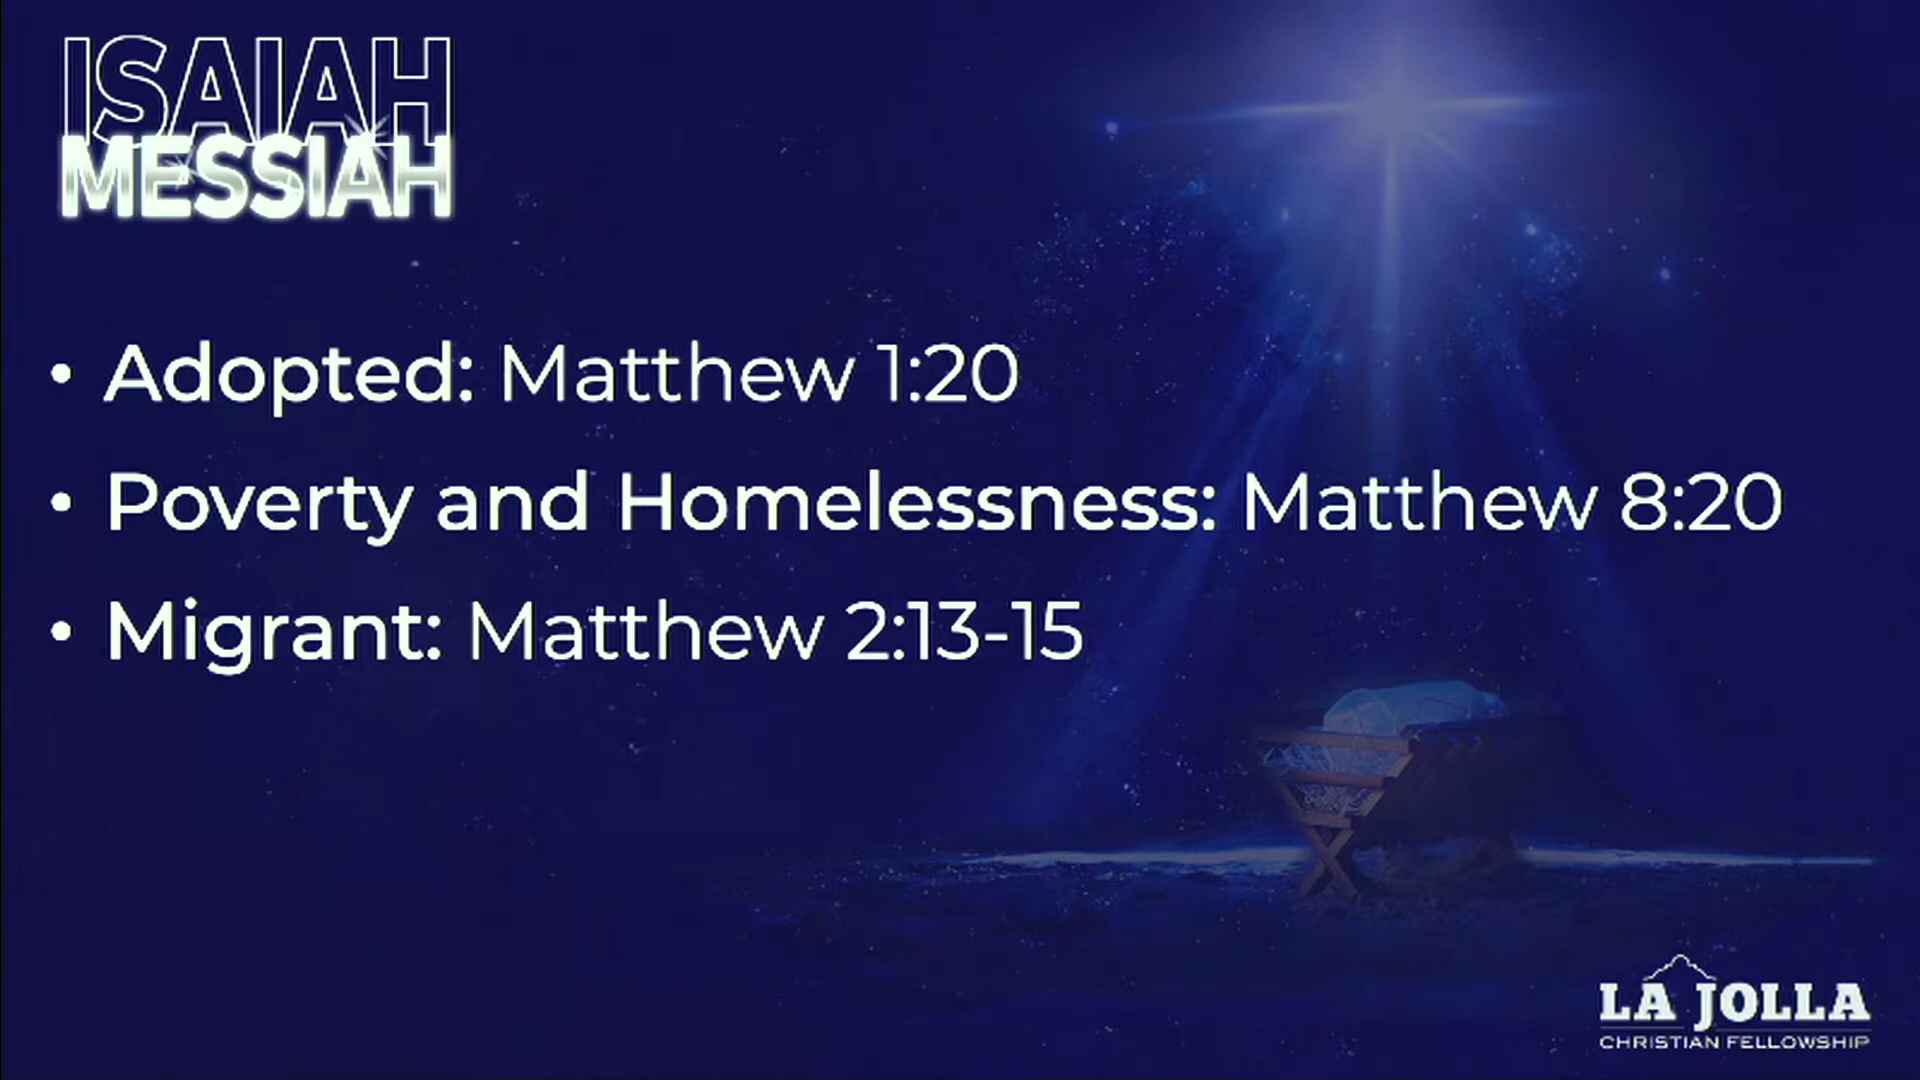 ISAIAH
MESSIAH
• Adopted: Matthew 1:20
• Poverty and Homelessness: Matthew 8:20
• Migrant: Matthew 2:13-15
LA JOLLA
CHRISTIAN FELLOWSHIP